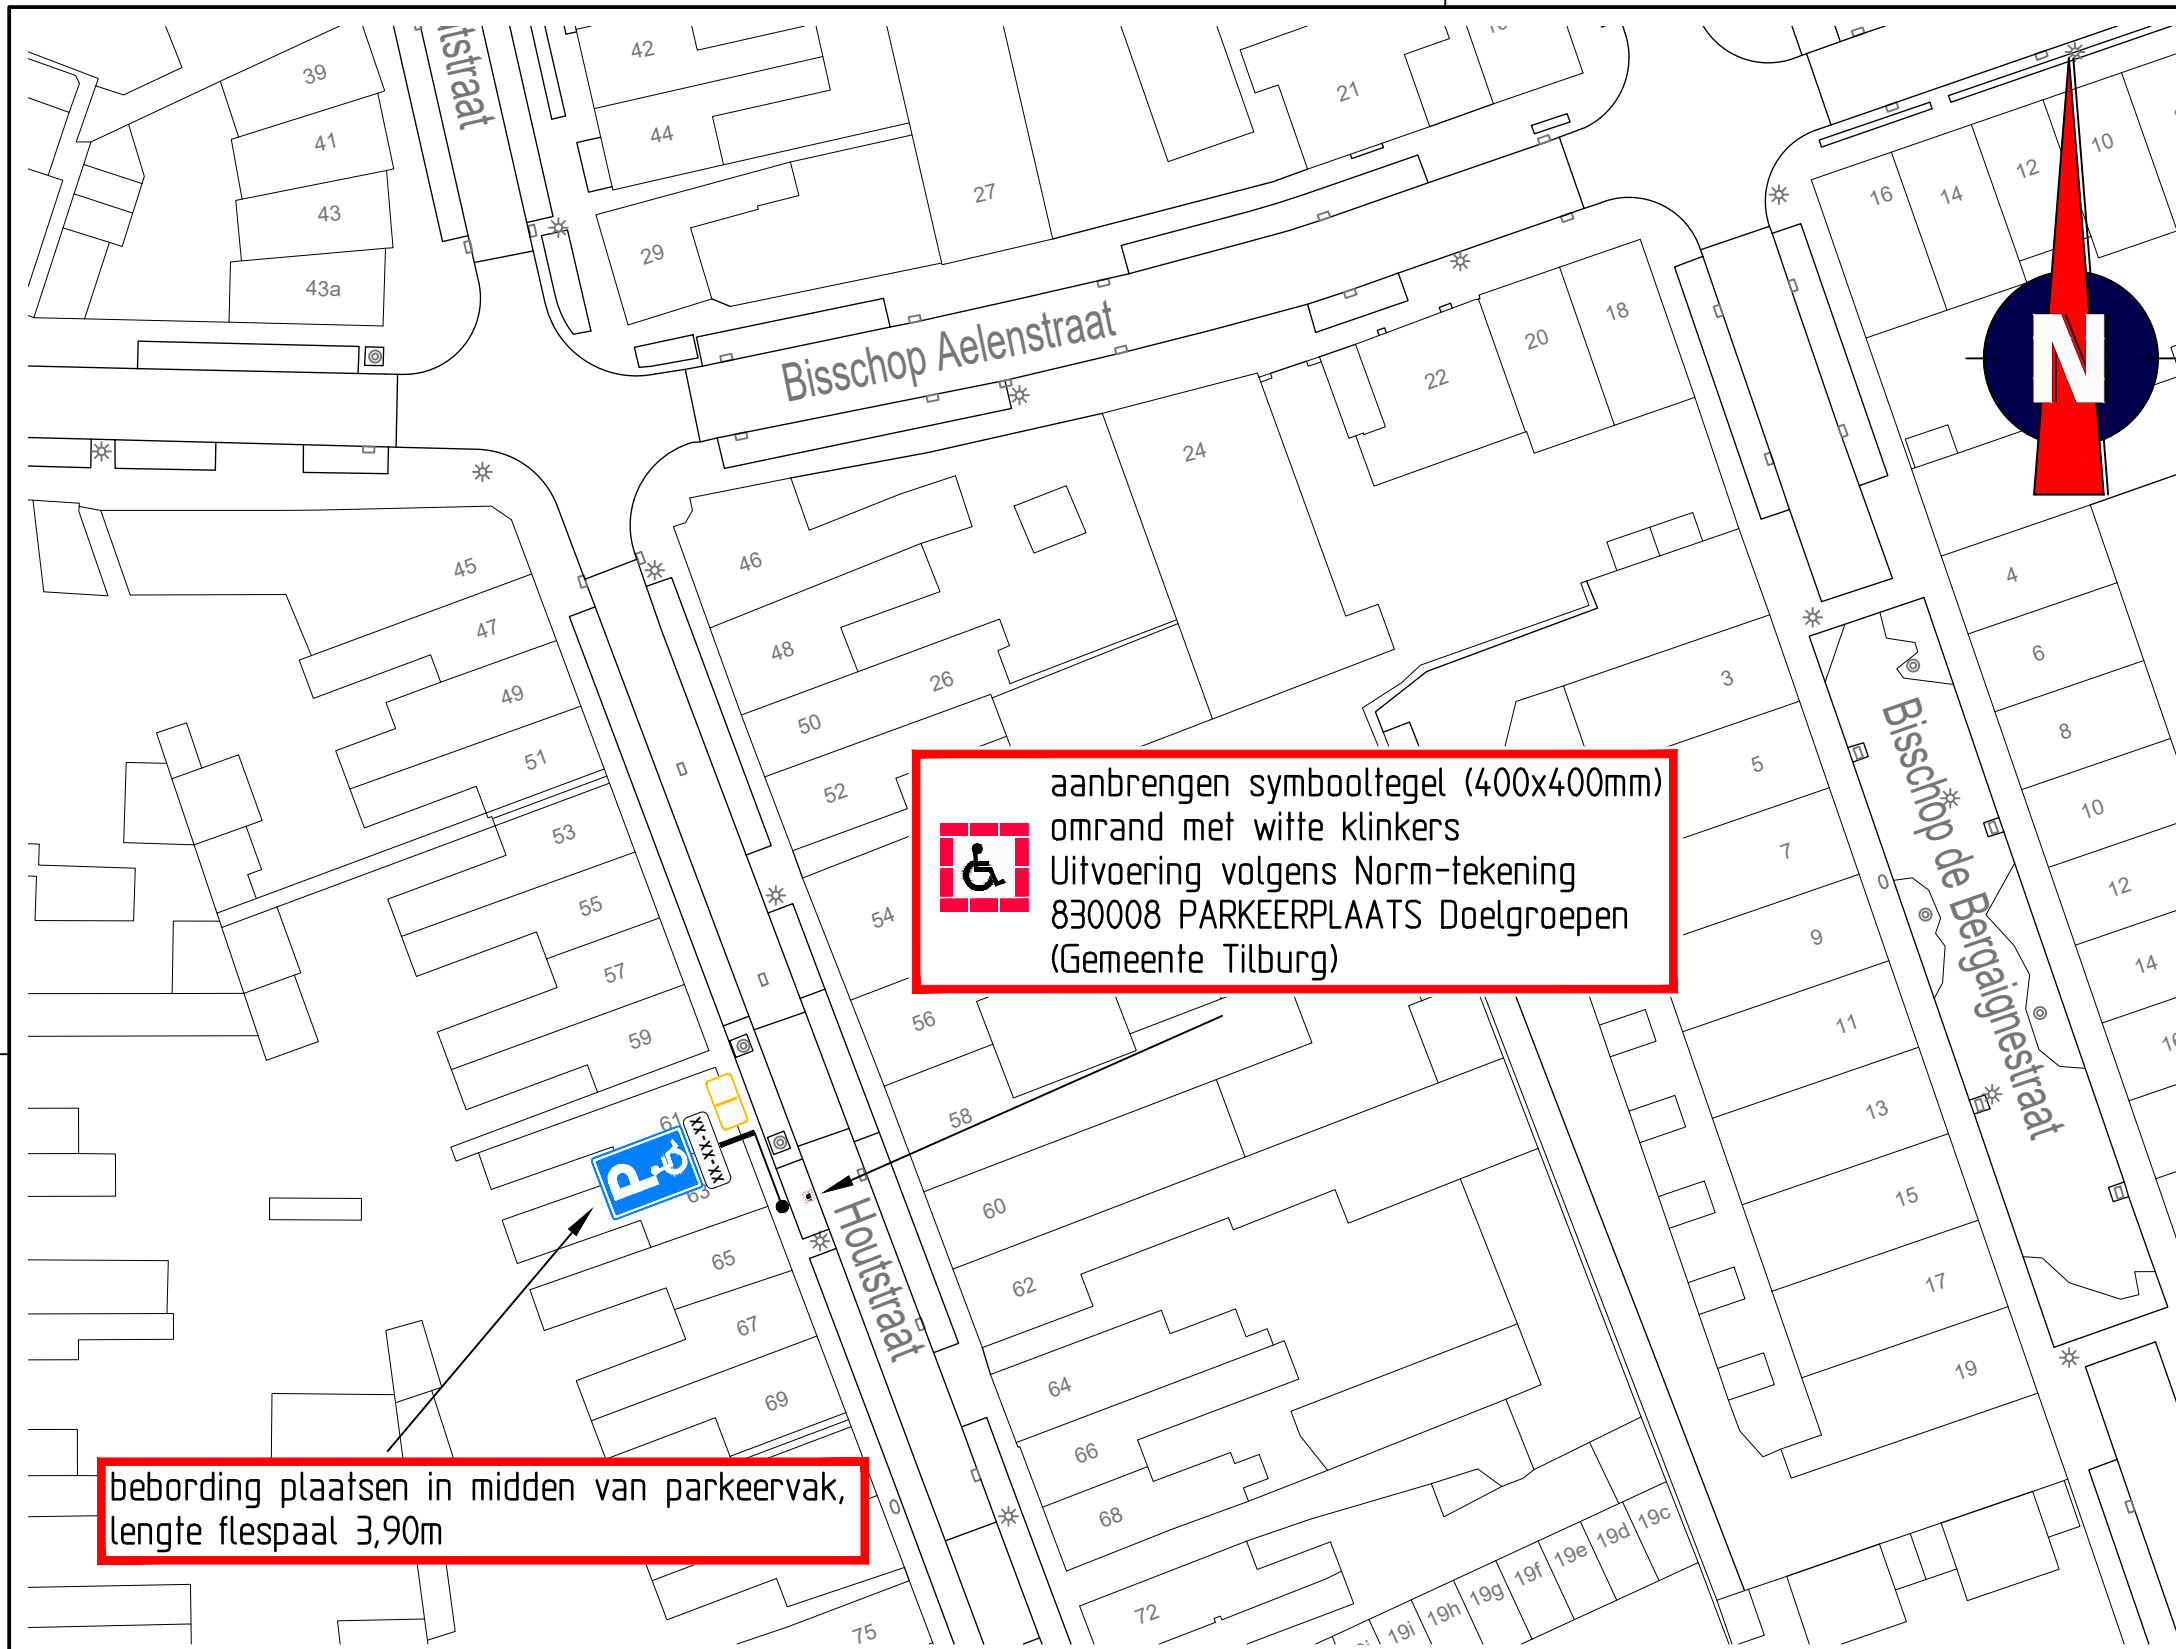 39
41
43
43a
tstraat
42
44
29
27
21
16
14
12
10
Bisschop Aelenstraat
18
20
22
24
N
45
47
49
51
53
55
57
59
61
63
65
67
69
75
46
48
50
26
52
54
56
58
60
62
64
66
68
72
aanbrengen symbooltegel (400x400mm)
omrand met witte klinkers
Uitvoering volgens Norm-tekening
830008 PARKEERPLAATS Doelgroepen
(Gemeente Tilburg)
P
xx-xx-xx
Houtstraat
0
bebording plaatsen in midden van parkeervak,
lengte flespaal 3,90m
3
5
7
9
11
13
15
17
19
0
Bisschop de Bergaignestraat
4
6
8
10
12
14
19c
19d
19e
19f
19g
19h
19i